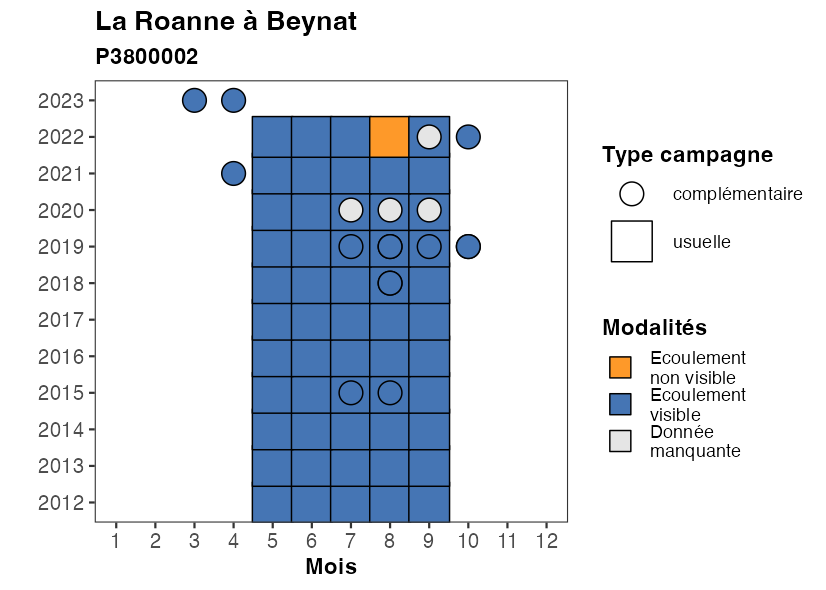 La Roanne à Beynat
P3800002
2023
2022
2021
2020
2019
2018
2017
2016
2015
2014
2013
2012
1 2 3 4 5 6 7 8 9 10 11 12
Mois
Type campagne
complémentaire
usuelle
Modalités
Ecoulement
non visible
Ecoulement
visible
Donnée
manquante